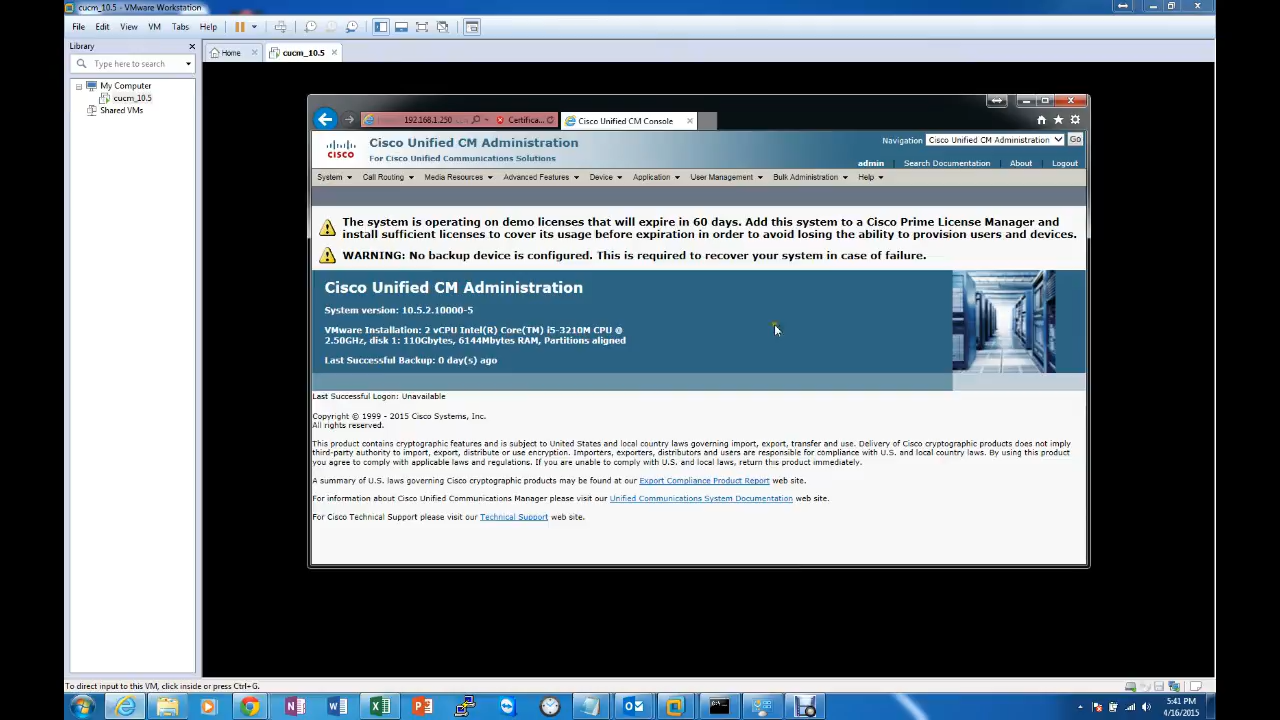 cucm_10.5 - VMware Workstation
File Edit View VM Tabs Help
Library
Type here to search
My Computer
cucm_10.5
Shared VMs
Home
cucm_10.5
192.168.1.250
Certifica...
Cisco Unified CM Console
CISCO
Cisco Unified CM Administration
For Cisco Unified Communications Solutions
Navigation Cisco Unified CM Administration Go
admin Search Documentation About Logout
System Call Routing Media Resources Advanced Features Device Application User Management Bulk Administration Help
The system is operating on demo licenses that will expire in 60 days. Add this system to a Cisco Prime License Manager and
install sufficient licenses to cover its usage before expiration in order to avoid losing the ability to provision users and devices.
WARNING: No backup device is configured. This is required to recover your system in case of failure.
Cisco Unified CM Administration
System version: 10.5.2.10000-5
VMware Installation: 2 vCPU Intel(R) Core(TM) i5-3210M CPU @
2.50GHz, disk 1: 110Gbytes, 6144Mbytes RAM, Partitions aligned
Last Successful Backup: 0 day(s) ago
Last Successful Logon: Unavailable
Copyright © 1999 - 2015 Cisco Systems, Inc.
All rights reserved.
This product contains cryptographic features and is subject to United States and local country laws governing import, export, transfer and use. Delivery of Cisco cryptographic products does not imply
third-party authority to import, export, distribute or use encryption. Importers, exporters, distributors and users are responsible for compliance with U.S. and local country laws. By using this product
you agree to comply with applicable laws and regulations. If you are unable to comply with U.S. and local laws, return this product immediately.
A summary of U.S. laws governing Cisco cryptographic products may be found at our Export Compliance Product Report web site.
For information about Cisco Unified Communications Manager please visit our Unified Communications System Documentation web site.
For Cisco Technical Support please visit our Technical Support web site.
To direct input to this VM, click inside or press Ctrl+G.
5:41 PM
4/16/2015